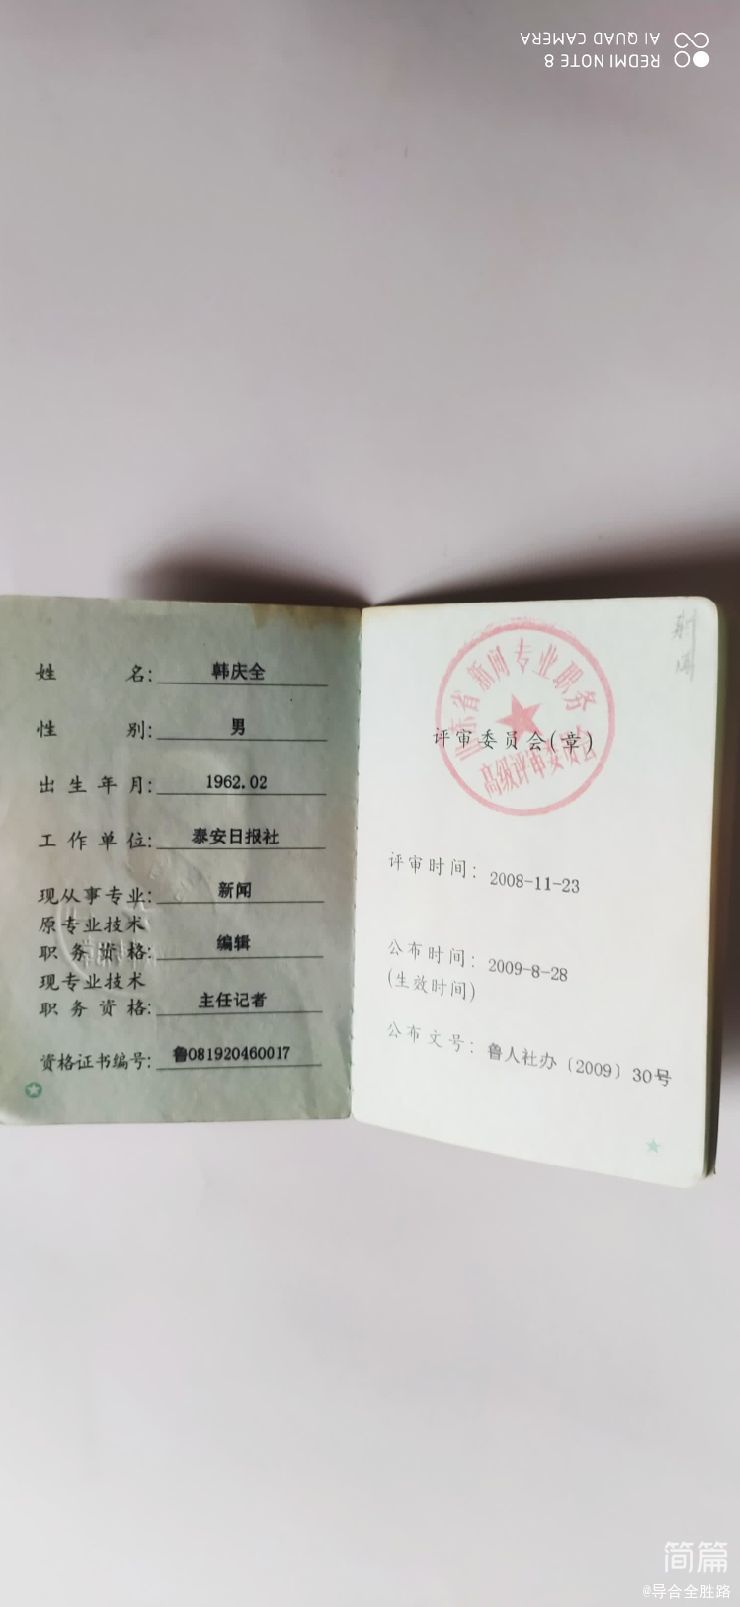 REDMI NOTE 8
AI QUAD CAMERA
姓 名: 韩庆全
性 别: 男
出生年月: 1962.02
工作单位: 泰安日报社
现从事专业: 新闻
原专业技术
职务资格: 编辑
现专业技术
职务资格: 主任记者
资格证书编号: 鲁081920460017
新闻
山东省新闻专业职务
高级评审委员会
评审委员会(章)
评审时间: 2008-11-23
公布时间: 2009-8-28
(生效时间)
公布文号: 鲁人社办〔2009〕30号
简篇
@导合全胜路